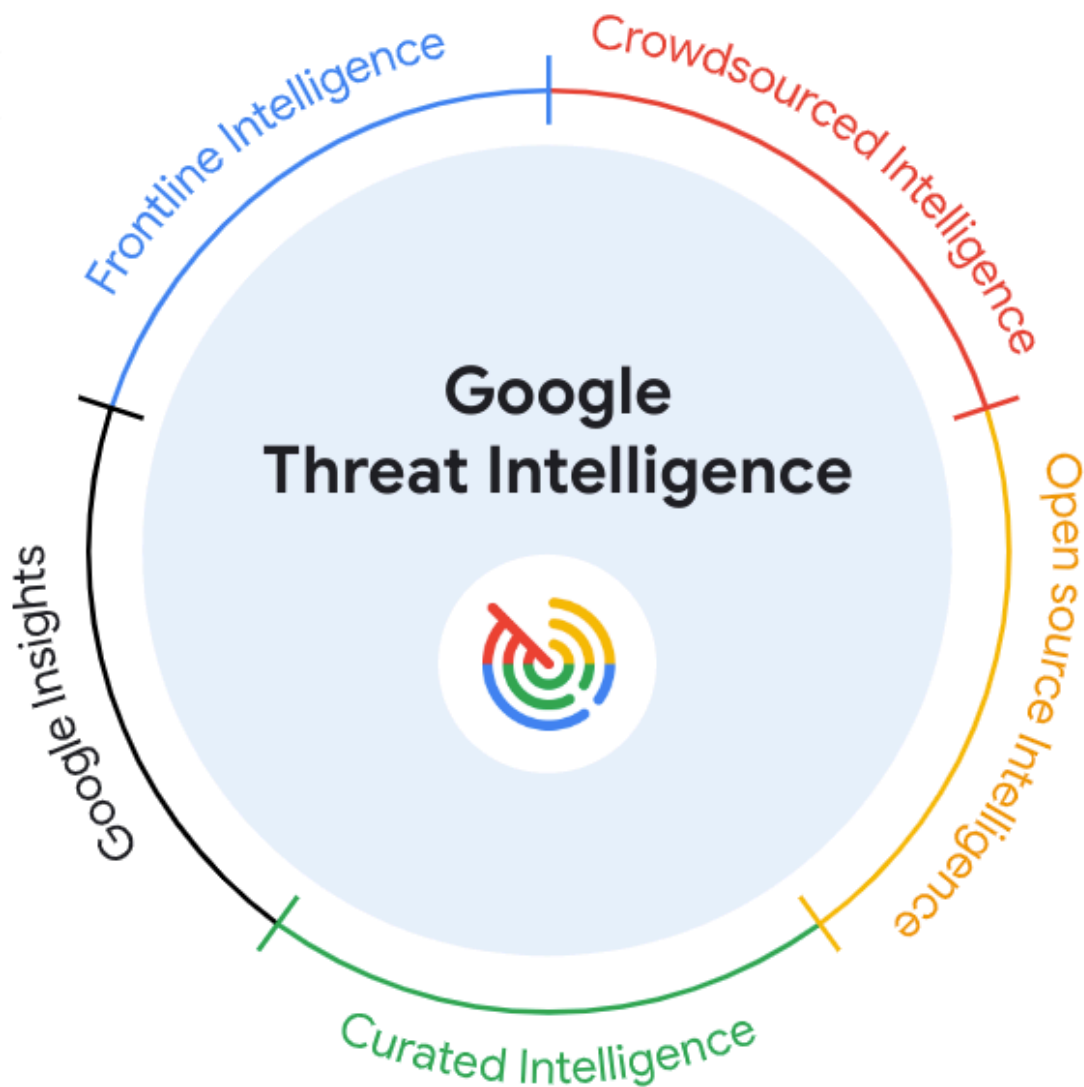 Frontline Intelligence
Crowdsourced Intelligence
Google
Threat Intelligence
Open source Intelligence
Google Insights
Curated Intelligence